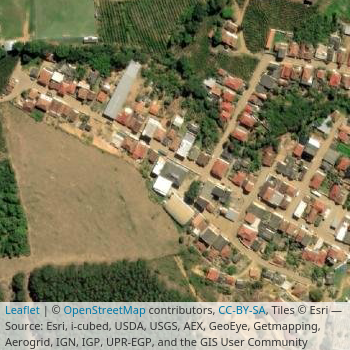 Leaflet | © OpenStreetMap contributors, CC-BY-SA, Tiles © Esri —
Source: Esri, i-cubed, USDA, USGS, AEX, GeoEye, Getmapping,
Aerogrid, IGN, IGP, UPR-EGP, and the GIS User Community